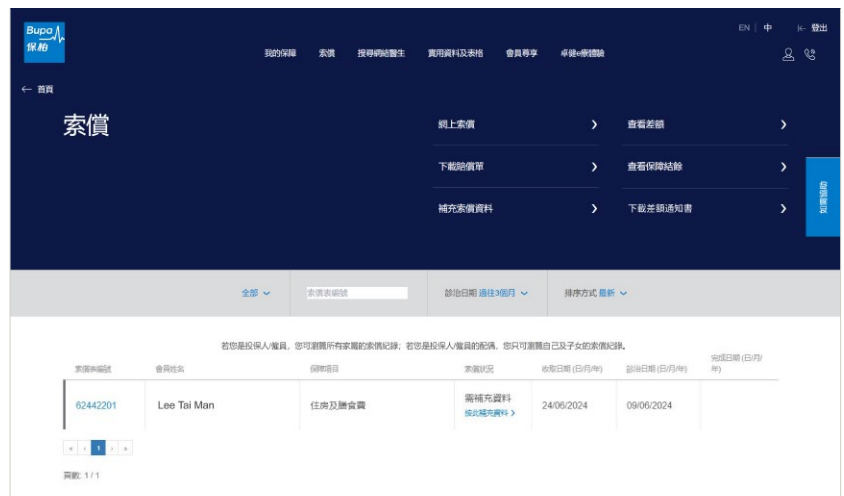 Bupa
保柏
EN | 中 登出
我的保障 索償 搜尋網絡醫生 實用資料及表格 會員尊享 卓健e療體驗
← 首頁
索償
網上索償 查看差額
下載賠償單 查看保障結餘
補充索償資料 下載差額通知書
全部 索償表編號 診治日期 過往3個月 排序方式 最新
若您是投保人/僱員，您可瀏覽所有家屬的索償紀錄；若您是投保人/僱員的配偶，您只可瀏覽自己及子女的索償紀錄。
索償表編號 會員姓名 保障項目 索償狀況 收取日期 (日/月/年) 診治日期 (日/月/年) 完成日期 (日/月/年)
62442201 Lee Tai Man 住房及膳食費 需補充資料 24/06/2024 09/06/2024
按此補充資料 >
« ‹ 1 › »
頁數: 1 / 1